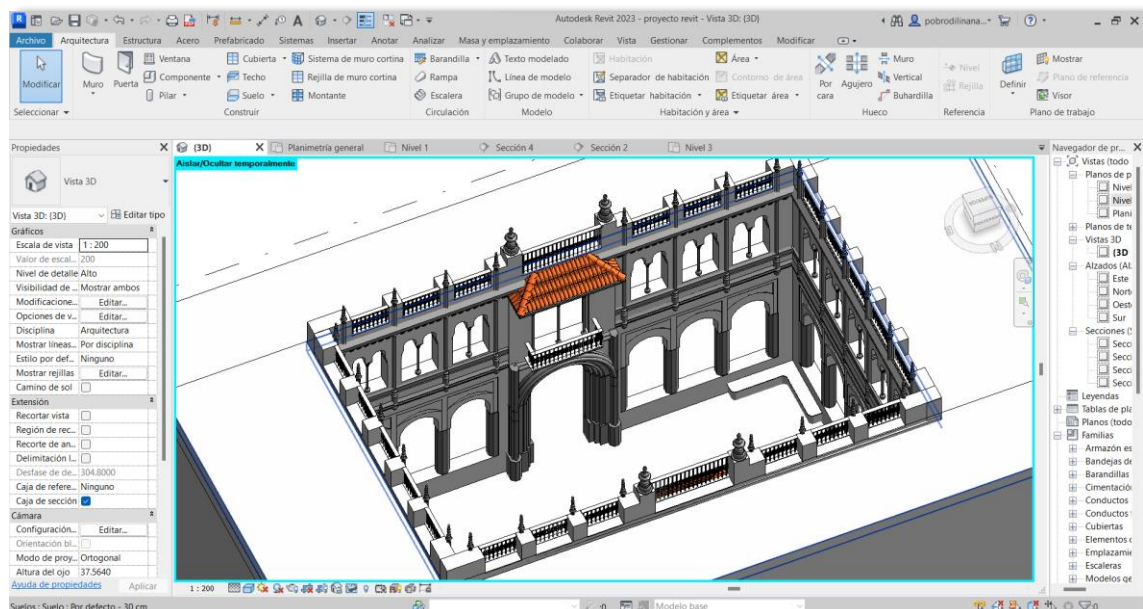 Autodesk Revit 2023 - proyecto revit - Vista 3D: {3D}
pobrodilinana...
Archivo Arquitectura Estructura Acero Prefabricado Sistemas Insertar Anotar Analizar Masa y emplazamiento Colaborar Vista Gestionar Complementos Modificar
Ventana Cubierta Sistema de muro cortina Barandilla Texto modelado Habitación Área Muro Nivel Mostrar
Modificar Muro Puerta Componente Techo Rejilla de muro cortina Rampa Línea de modelo Separador de habitación Contorno de área Por cara Agujero Vertical Rejilla Definir Plano de referencia
Pilar Suelo Montante Escalera Grupo de modelo Etiquetar habitación Etiquetar área Buhardilla Visor
Seleccionar Construir Circulación Modelo Habitación y área Hueco Referencia Plano de trabajo
Propiedades {3D} Planimetría general Nivel 1 Sección 4 Sección 2 Nivel 3 Navegador de pr...
Aislar/Ocultar temporalmente
Vista 3D
Vista 3D: {3D} Editar tipo
Gráficos
Escala de vista 1 : 200
Valor de escal... 200
Nivel de detalle Alto
Visibilidad de ... Mostrar ambos
Modificacione... Editar...
Opciones de v... Editar...
Disciplina Arquitectura
Mostrar líneas... Por disciplina
Estilo por def... Ninguno
Mostrar rejillas Editar...
Camino de sol
Extensión
Recortar vista
Región de rec...
Recorte de an...
Delimitación l...
Desfase de de... 304.8000
Caja de refere... Ninguno
Caja de sección
Cámara
Configuración... Editar...
Orientación bl...
Modo de proy... Ortogonal
Altura del ojo 37.5640
Ayuda de propiedades Aplicar
1 : 200
Vistas (todo
Planos de p
Nive
Nivel
Plani
Planos de te
Vistas 3D
{3D
Alzados (Al
Este
Nort
Oest
Sur
Secciones (S
Secci
Secci
Secci
Secci
Leyendas
Tablas de pla
Planos (todo
Familias
Armazón es
Bandejas de
Barandillas
Cimentació
Conductos
Conductos
Cubiertas
Elementos c
Emplazamie
Escaleras
Modelos ge
Suelos : Suelo : Por defecto - 30 cm
:0 Modelo base :0